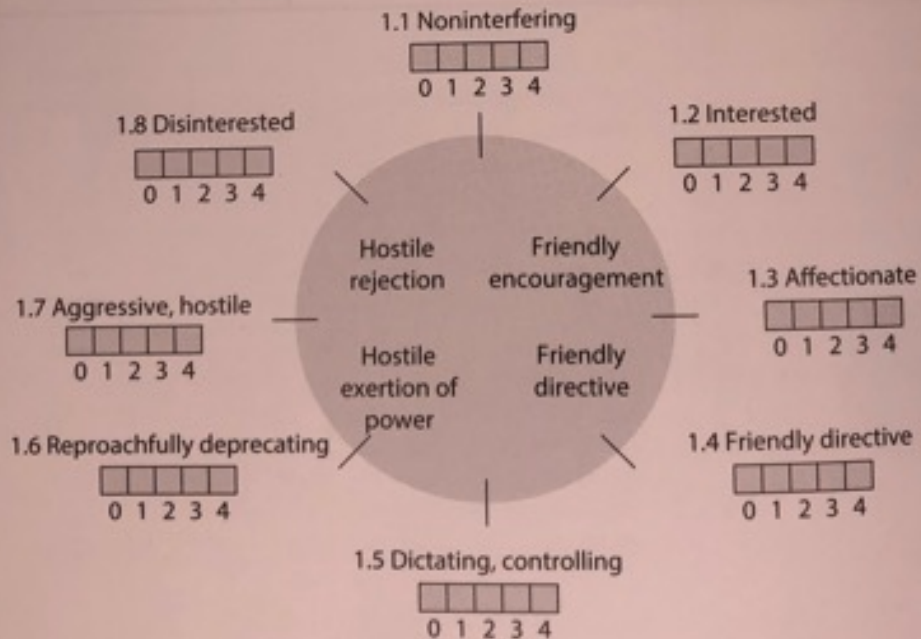 1.1 Noninterfering
0 1 2 3 4
1.8 Disinterested
0 1 2 3 4
1.2 Interested
0 1 2 3 4
Hostile
rejection
Friendly
encouragement
1.7 Aggressive, hostile
0 1 2 3 4
1.3 Affectionate
0 1 2 3 4
Hostile
exertion of
power
Friendly
directive
1.6 Reproachfully deprecating
0 1 2 3 4
1.4 Friendly directive
0 1 2 3 4
1.5 Dictating, controlling
0 1 2 3 4